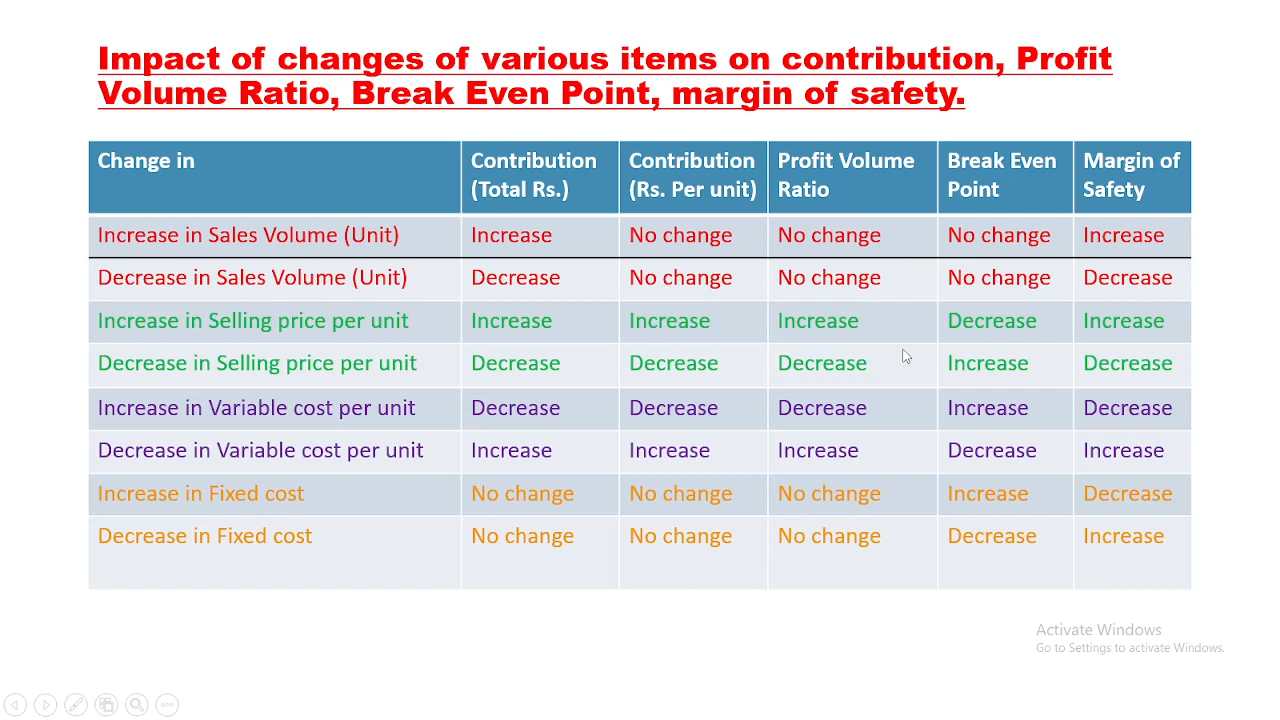 Impact of changes of various items on contribution, Profit
Volume Ratio, Break Even Point, margin of safety.
Change in Contribution (Total Rs.) Contribution (Rs. Per unit) Profit Volume Ratio Break Even Point Margin of Safety
Increase in Sales Volume (Unit) Increase No change No change No change Increase
Decrease in Sales Volume (Unit) Decrease No change No change No change Decrease
Increase in Selling price per unit Increase Increase Increase Decrease Increase
Decrease in Selling price per unit Decrease Decrease Decrease Increase Decrease
Increase in Variable cost per unit Decrease Decrease Decrease Increase Decrease
Decrease in Variable cost per unit Increase Increase Increase Decrease Increase
Increase in Fixed cost No change No change No change Increase Decrease
Decrease in Fixed cost No change No change No change Decrease Increase
Activate Windows
Go to Settings to activate Windows.